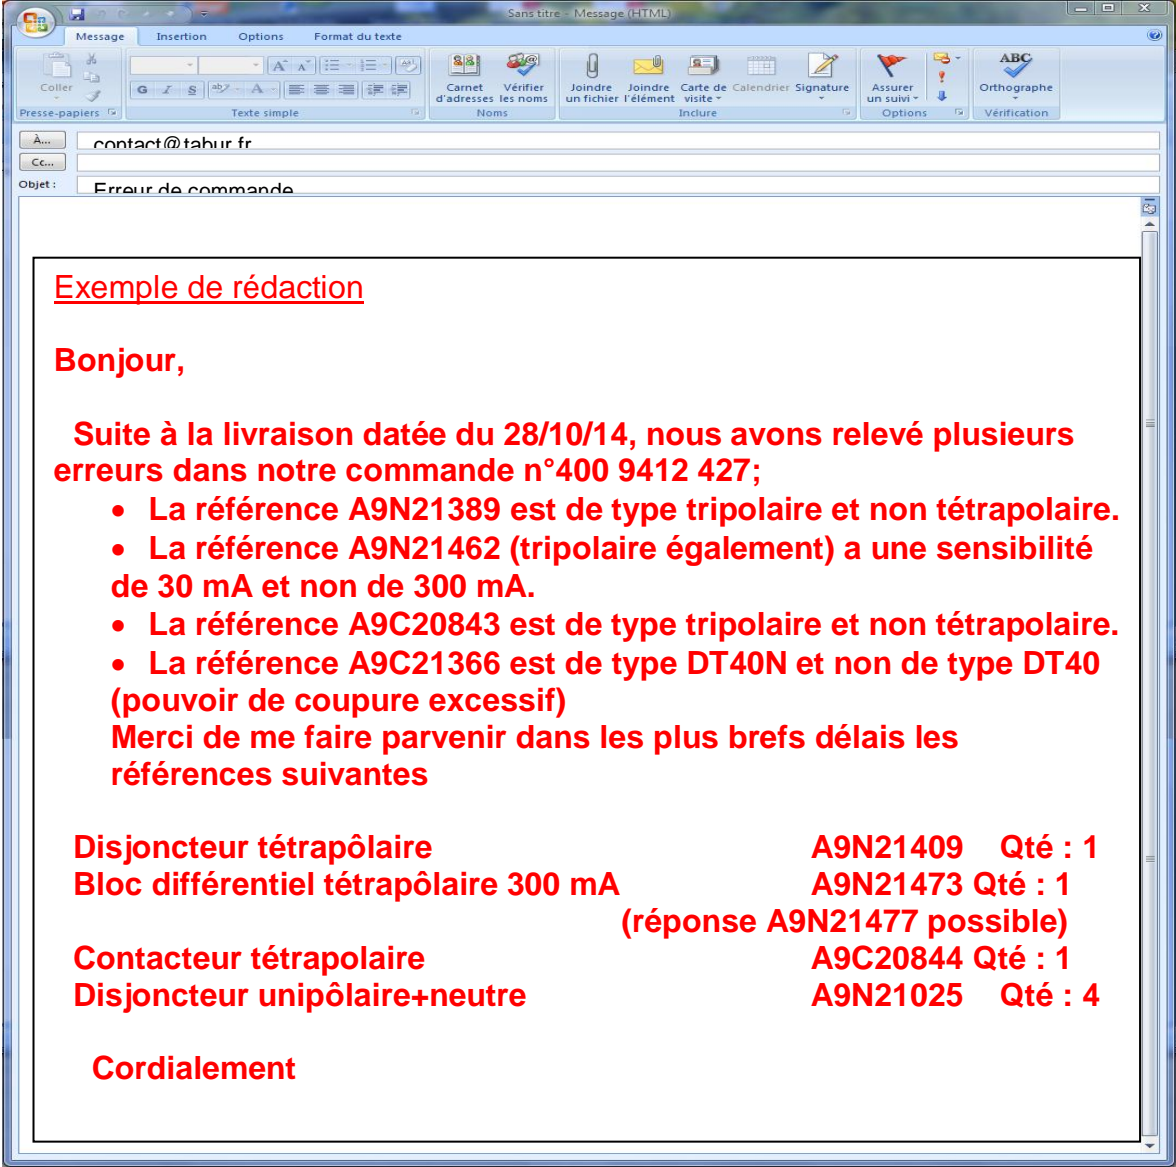 Sans titre - Message (HTML)
Message Insertion Options Format du texte
Coller
G I S
Carnet d'adresses
Vérifier les noms
Joindre un fichier
Joindre l'élément
Carte de visite
Calendrier
Signature
Assurer un suivi
ABC
Orthographe
Presse-papiers Texte simple Noms Inclure Options Vérification
À... contact@tabur.fr
Cc...
Objet : Erreur de commande
Exemple de rédaction
Bonjour,
Suite à la livraison datée du 28/10/14, nous avons relevé plusieurs
erreurs dans notre commande n°400 9412 427;
• La référence A9N21389 est de type tripolaire et non tétrapolaire.
• La référence A9N21462 (tripolaire également) a une sensibilité
de 30 mA et non de 300 mA.
• La référence A9C20843 est de type tripolaire et non tétrapolaire.
• La référence A9C21366 est de type DT40N et non de type DT40
(pouvoir de coupure excessif)
Merci de me faire parvenir dans les plus brefs délais les
références suivantes
Disjoncteur tétrapôlaire A9N21409 Qté : 1
Bloc différentiel tétrapôlaire 300 mA A9N21473 Qté : 1
(réponse A9N21477 possible)
Contacteur tétrapolaire A9C20844 Qté : 1
Disjoncteur unipôlaire+neutre A9N21025 Qté : 4
Cordialement